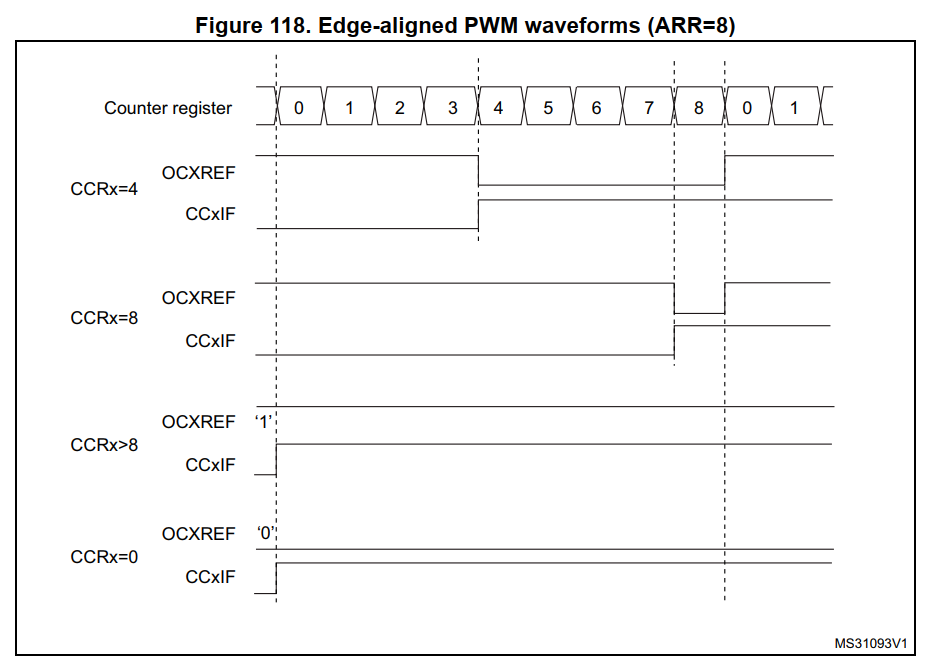 Figure 118. Edge-aligned PWM waveforms (ARR=8)
Counter register 0 1 2 3 4 5 6 7 8 0 1
OCXREF
CCRx=4
CCxIF
OCXREF
CCRx=8
CCxIF
OCXREF ‘1’
CCRx>8
CCxIF
OCXREF ‘0’
CCRx=0
CCxIF
MS31093V1